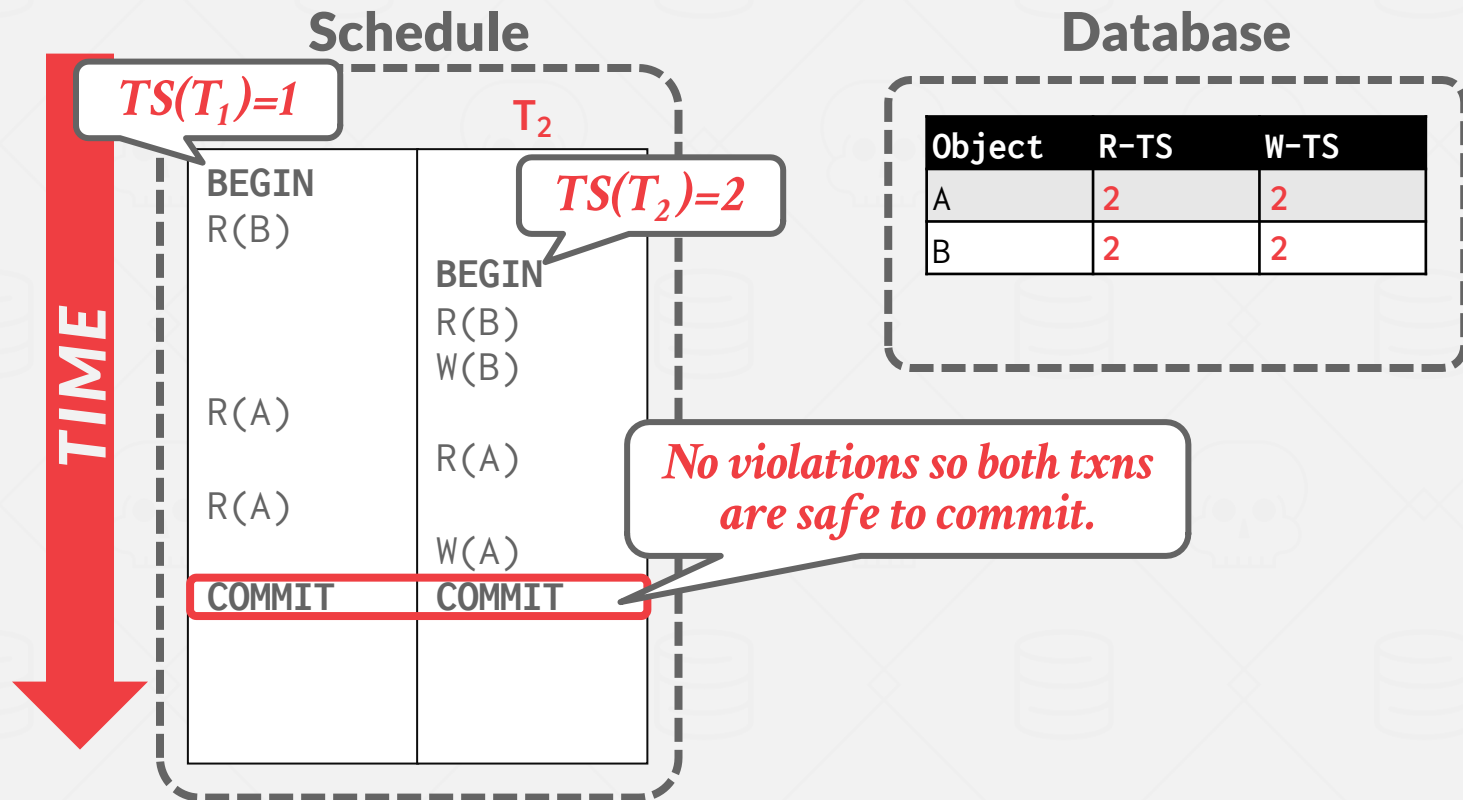 Schedule
Database
TS(T₁)=1
T₂
TS(T₂)=2
BEGIN
R(B)
BEGIN
R(B)
W(B)
R(A)
R(A)
R(A)
W(A)
COMMIT COMMIT
TIME
No violations so both txns
are safe to commit.
Object R-TS W-TS
A 2 2
B 2 2